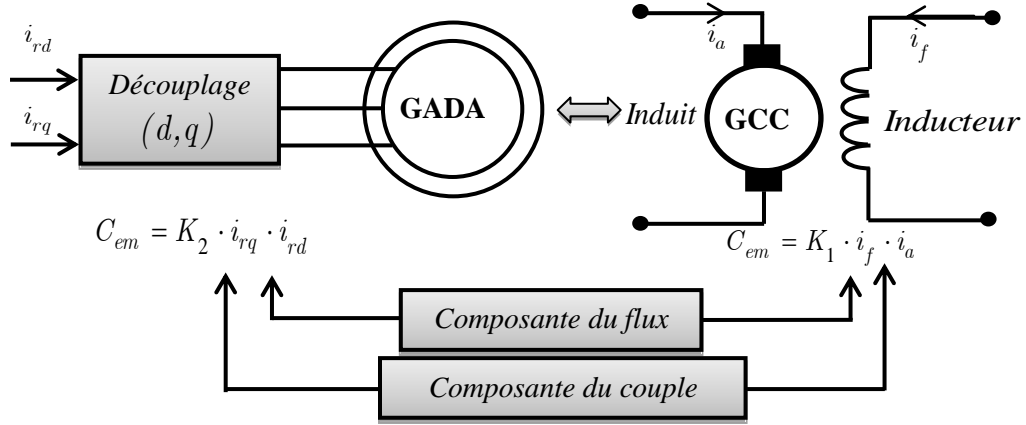 i_rd
i_rq
Découplage
(d,q)
GADA
Induit
i_a
GCC
i_f
Inducteur
C_em = K_2 · i_rq · i_rd
C_em = K_1 · i_f · i_a
Composante du flux
Composante du couple